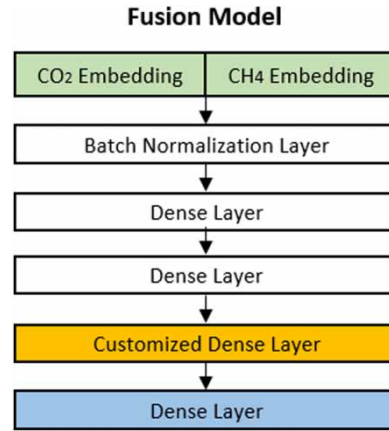 Fusion Model
CO2 Embedding CH4 Embedding
Batch Normalization Layer
Dense Layer
Dense Layer
Customized Dense Layer
Dense Layer